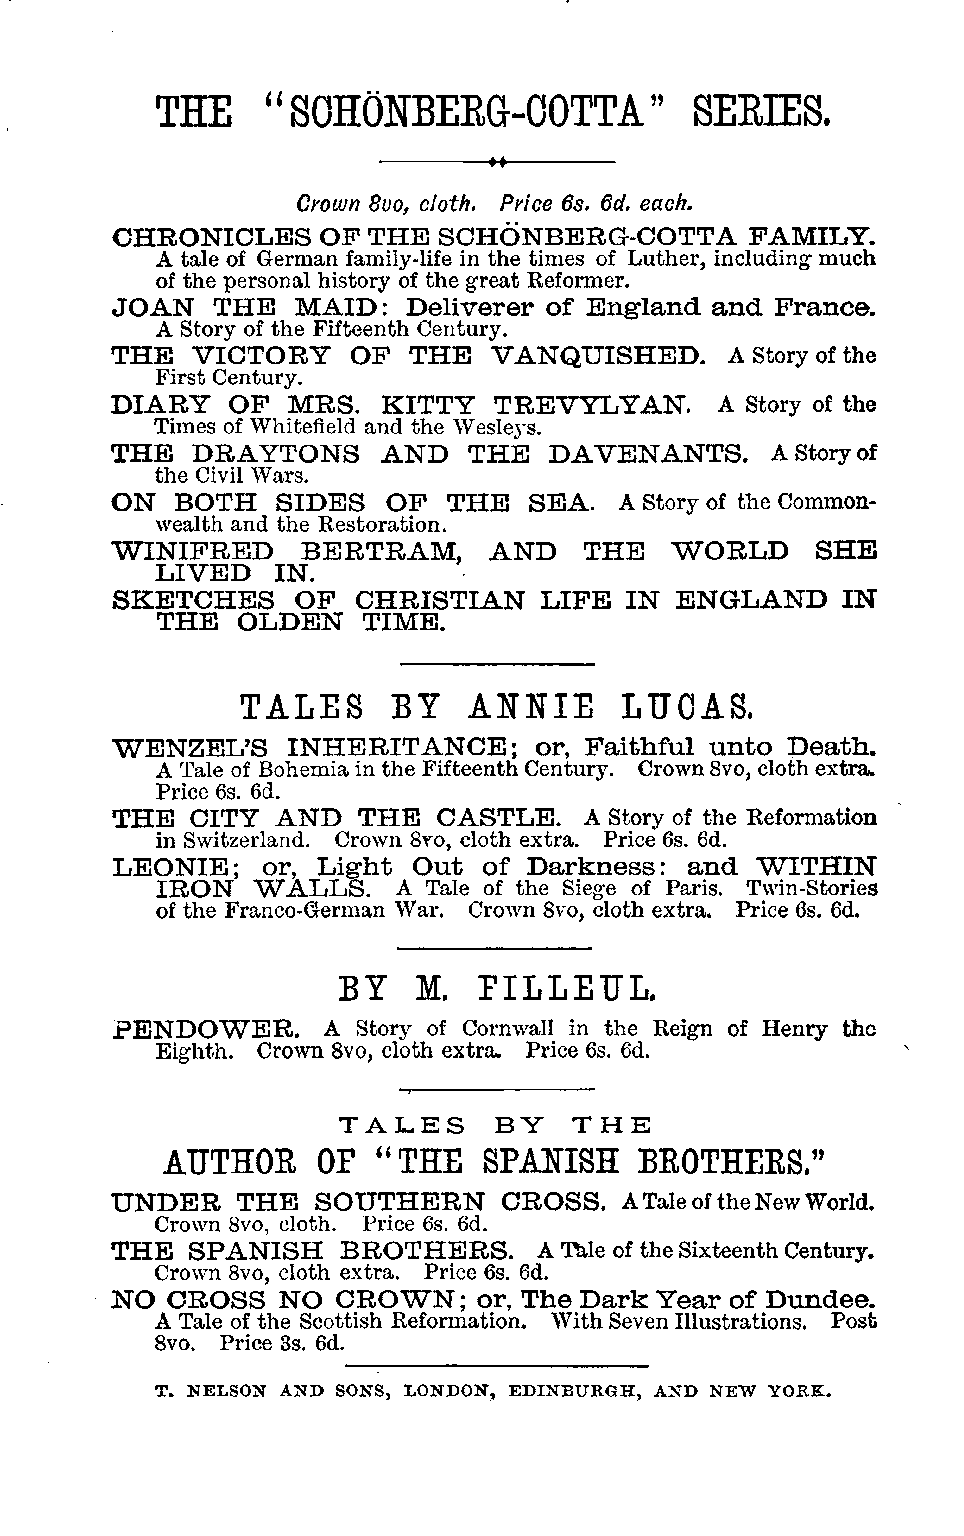 THE "SCHÖNBERG-COTTA" SERIES.
Crown 8vo, cloth. Price 6s. 6d. each.
CHRONICLES OF THE SCHÖNBERG-COTTA FAMILY.
A tale of German family-life in the times of Luther, including much
of the personal history of the great Reformer.
JOAN THE MAID: Deliverer of England and France.
A Story of the Fifteenth Century.
THE VICTORY OF THE VANQUISHED. A Story of the
First Century.
DIARY OF MRS. KITTY TREVYLYAN. A Story of the
Times of Whitefield and the Wesleys.
THE DRAYTONS AND THE DAVENANTS. A Story of
the Civil Wars.
ON BOTH SIDES OF THE SEA. A Story of the Common-
wealth and the Restoration.
WINIFRED BERTRAM, AND THE WORLD SHE
LIVED IN.
SKETCHES OF CHRISTIAN LIFE IN ENGLAND IN
THE OLDEN TIME.
TALES BY ANNIE LUCAS.
WENZEL'S INHERITANCE; or, Faithful unto Death.
A Tale of Bohemia in the Fifteenth Century. Crown 8vo, cloth extra.
Price 6s. 6d.
THE CITY AND THE CASTLE. A Story of the Reformation
in Switzerland. Crown 8vo, cloth extra. Price 6s. 6d.
LEONIE; or, Light Out of Darkness: and WITHIN
IRON WALLS. A Tale of the Siege of Paris. Twin-Stories
of the Franco-German War. Crown 8vo, cloth extra. Price 6s. 6d.
BY M. FILLEUL.
PENDOWER. A Story of Cornwall in the Reign of Henry the
Eighth. Crown 8vo, cloth extra. Price 6s. 6d.
TALES BY THE
AUTHOR OF "THE SPANISH BROTHERS."
UNDER THE SOUTHERN CROSS. A Tale of the New World.
Crown 8vo, cloth. Price 6s. 6d.
THE SPANISH BROTHERS. A Tale of the Sixteenth Century.
Crown 8vo, cloth extra. Price 6s. 6d.
NO CROSS NO CROWN; or, The Dark Year of Dundee.
A Tale of the Scottish Reformation. With Seven Illustrations. Post
8vo. Price 3s. 6d.
T. NELSON AND SONS, LONDON, EDINBURGH, AND NEW YORK.